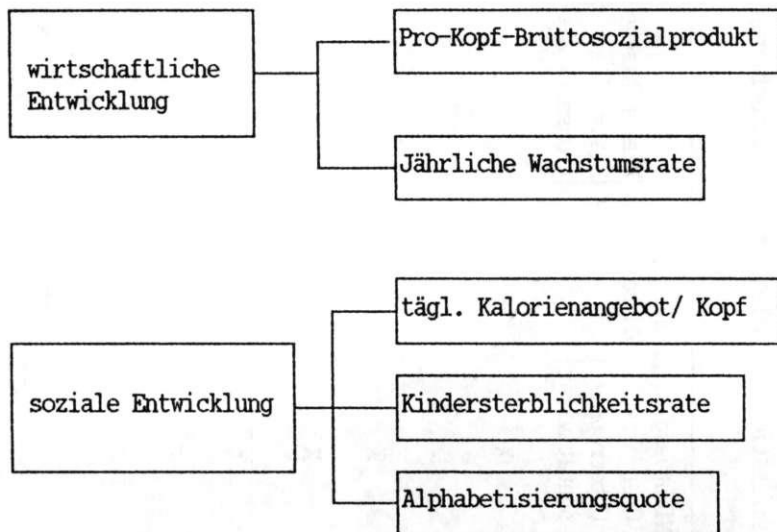 wirtschaftliche
Entwicklung
Pro-Kopf-Bruttosozialprodukt
Jährliche Wachstumsrate
soziale Entwicklung
tägl. Kalorienangebot/ Kopf
Kindersterblichkeitsrate
Alphabetisierungsquote